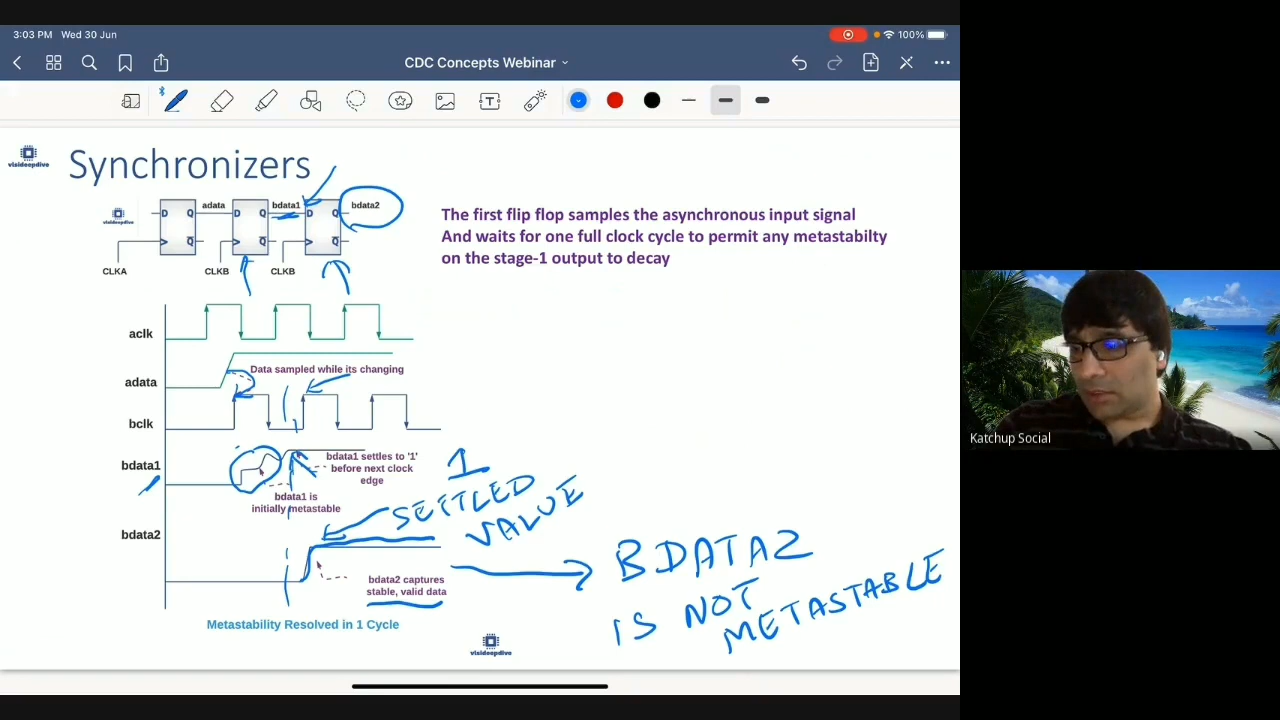 3:03 PM Wed 30 Jun
100%
CDC Concepts Webinar
T
vlsideepdive
Synchronizers
D Q adata D Q bdata1 D Q bdata2
Q Q Q
CLKA CLKB CLKB
The first flip flop samples the asynchronous input signal
And waits for one full clock cycle to permit any metastabilty
on the stage-1 output to decay
aclk
adata
Data sampled while its changing
bclk
bdata1
bdata1 settles to '1'
before next clock
edge
bdata1 is
initially metastable
1
SETTLED
VALUE
bdata2
bdata2 captures
stable, valid data
BDATA2
IS NOT
METASTABLE
Metastability Resolved in 1 Cycle
vlsideepdive
Katchup Social